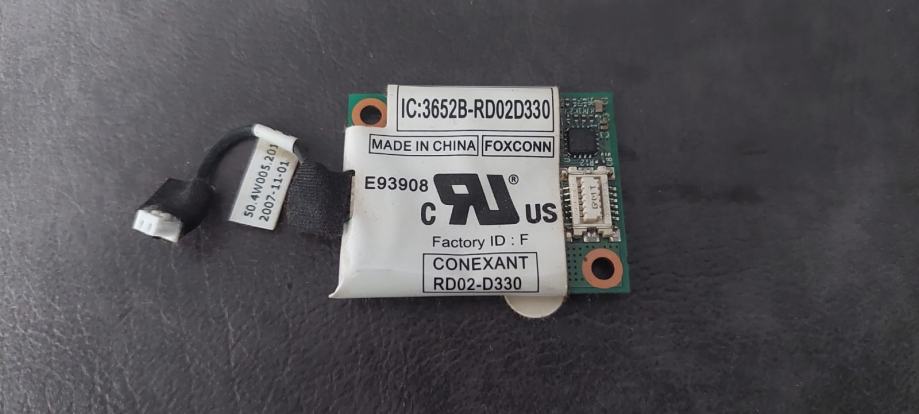 IC:3652B-RD02D330
MADE IN CHINA FOXCONN
E93908
C RU® US
Factory ID : F
CONEXANT
RD02-D330
50.4W005.201
2007-11-01